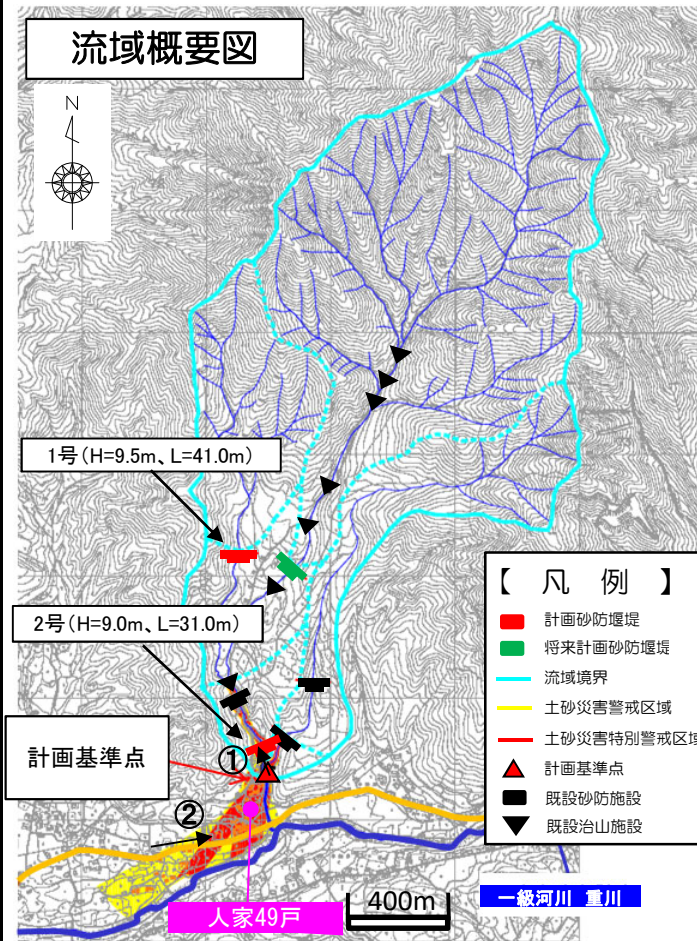 流域概要図
N
1号(H=9.5m、L=41.0m)
2号(H=9.0m、L=31.0m)
計画基準点
①
②
人家49戸
400m
一級河川 重川
【 凡 例 】
計画砂防堰堤
将来計画砂防堰堤
流域境界
土砂災害警戒区域
土砂災害特別警戒区域
計画基準点
既設砂防施設
既設治山施設